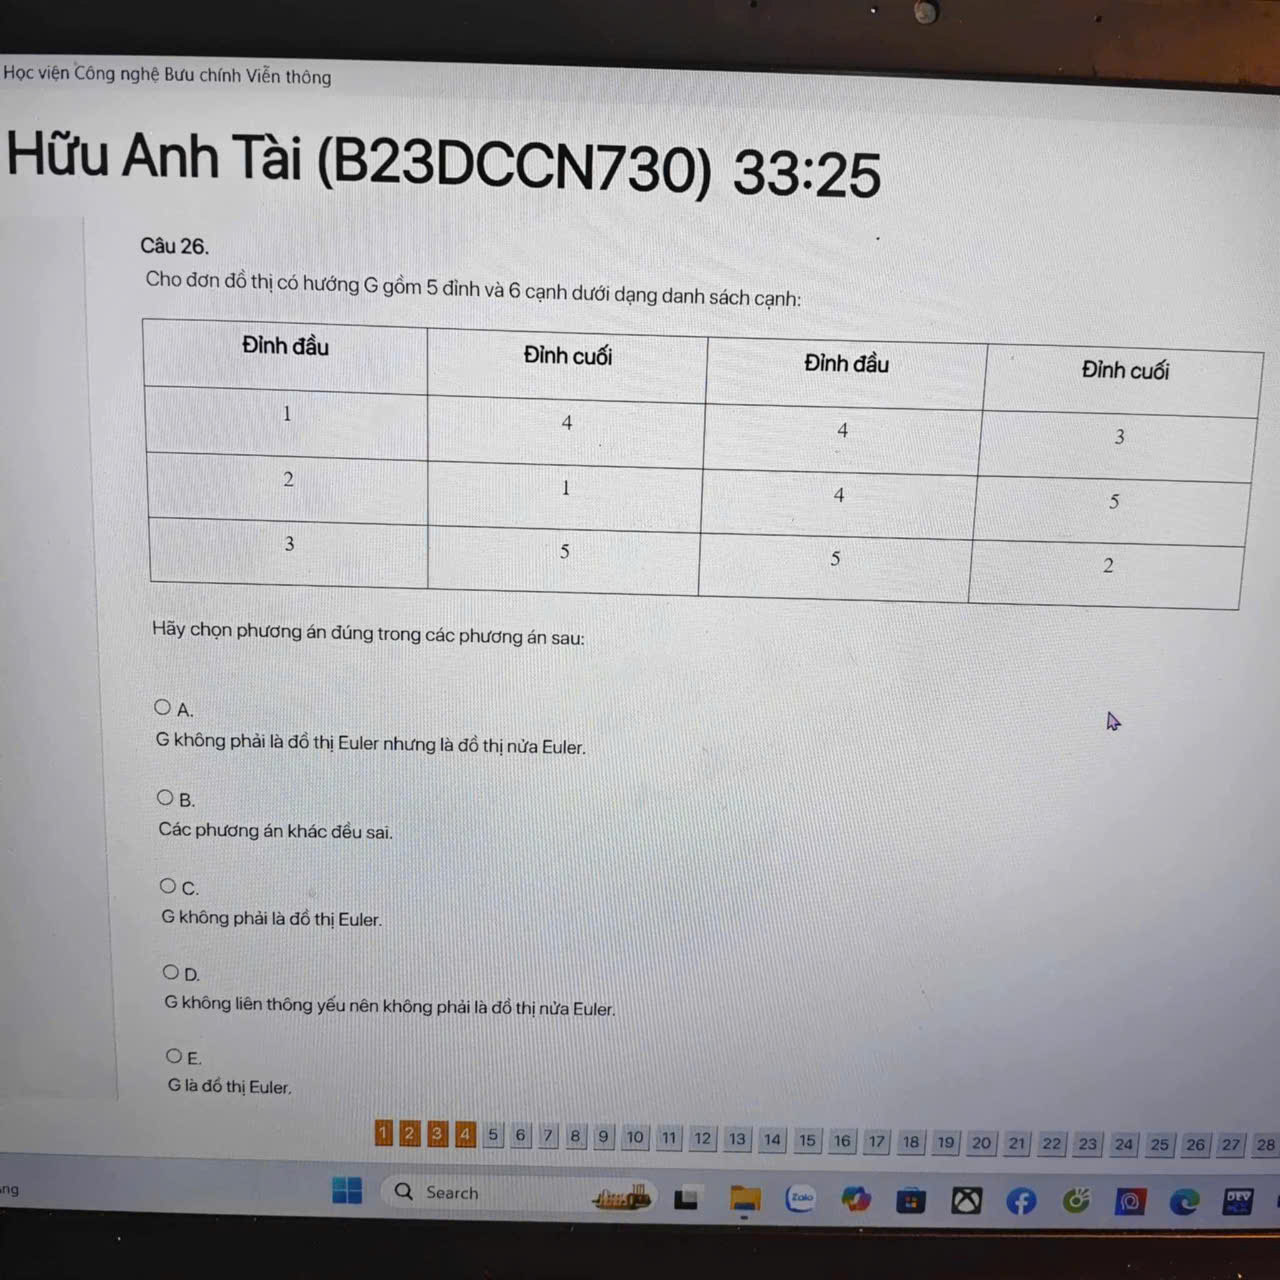 Học viện Công nghệ Bưu chính Viễn thông
Hữu Anh Tài (B23DCCN730) 33:25
Câu 26.
Cho đơn đồ thị có hướng G gồm 5 đỉnh và 6 cạnh dưới dạng danh sách cạnh:
Đỉnh đầu Đỉnh cuối Đỉnh đầu Đỉnh cuối
1 4 4 3
2 1 4 5
3 5 5 2
Hãy chọn phương án đúng trong các phương án sau:
A.
G không phải là đồ thị Euler nhưng là đồ thị nửa Euler.
B.
Các phương án khác đều sai.
C.
G không phải là đồ thị Euler.
D.
G không liên thông yếu nên không phải là đồ thị nửa Euler.
E.
G là đồ thị Euler.
1 2 3 4 5 6 7 8 9 10 11 12 13 14 15 16 17 18 19 20 21 22 23 24 25 26 27 28
Search
Zalo
DEV